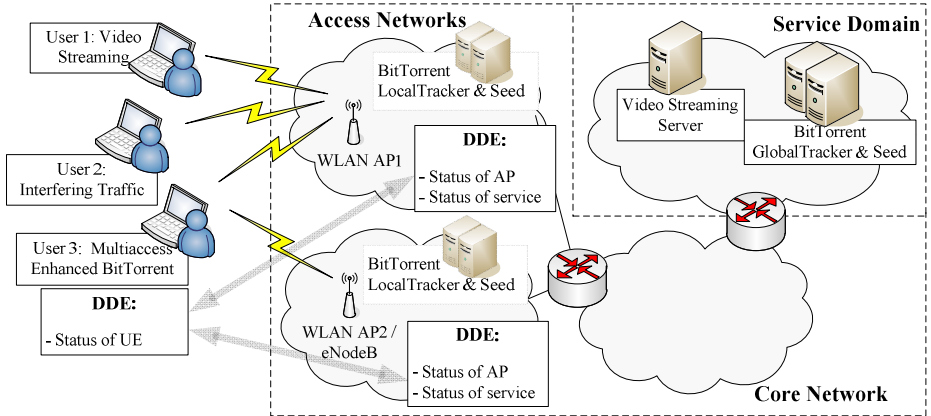 Access Networks
Service Domain
User 1: Video
Streaming
BitTorrent
LocalTracker & Seed
WLAN AP1
Video Streaming
Server
BitTorrent
GlobalTracker & Seed
User 2:
Interfering Traffic
DDE:
- Status of AP
- Status of service
User 3: Multiaccess
Enhanced BitTorrent
DDE:
- Status of UE
BitTorrent
LocalTracker & Seed
WLAN AP2 /
eNodeB
DDE:
- Status of AP
- Status of service
Core Network